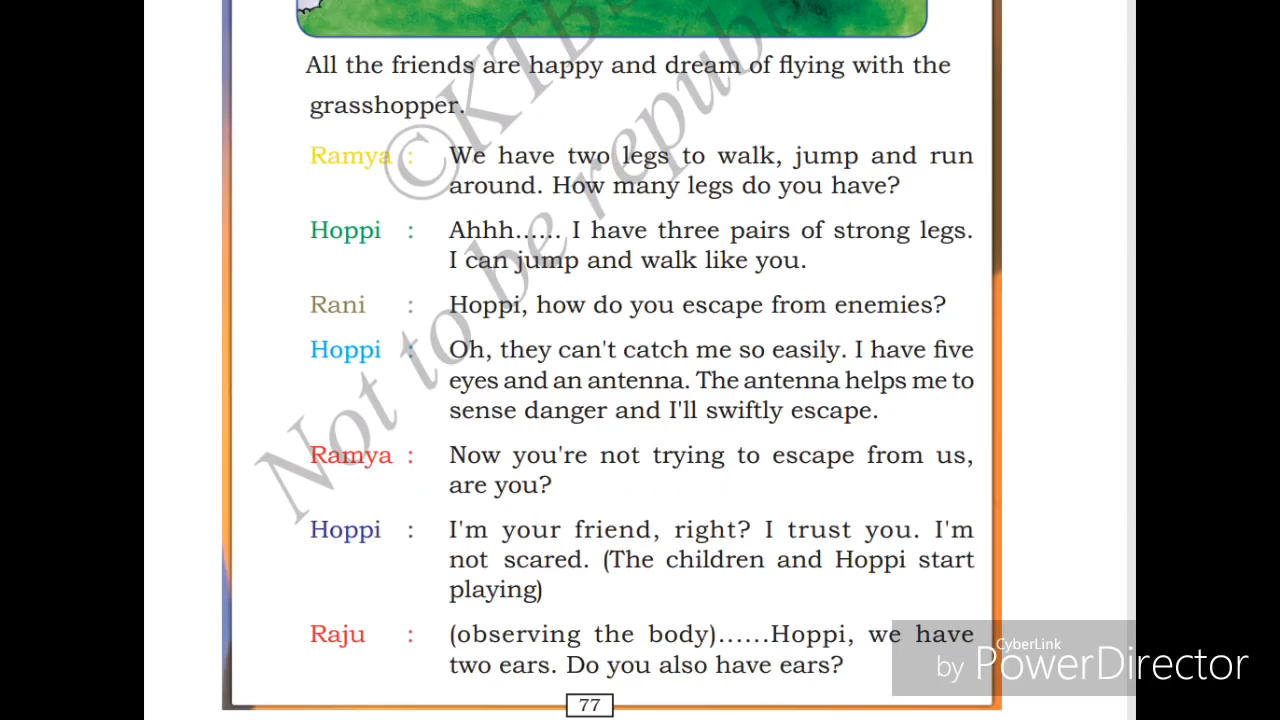 All the friends are happy and dream of flying with the
grasshopper.
Ramya : We have two legs to walk, jump and run
around. How many legs do you have?
Hoppi : Ahhh...... I have three pairs of strong legs.
I can jump and walk like you.
Rani : Hoppi, how do you escape from enemies?
Hoppi : Oh, they can't catch me so easily. I have five
eyes and an antenna. The antenna helps me to
sense danger and I'll swiftly escape.
Ramya : Now you're not trying to escape from us,
are you?
Hoppi : I'm your friend, right? I trust you. I'm
not scared. (The children and Hoppi start
playing)
Raju : (observing the body)......Hoppi, we have
two ears. Do you also have ears?
77
©KTBS
Not to be republ
CyberLink
by PowerDirector